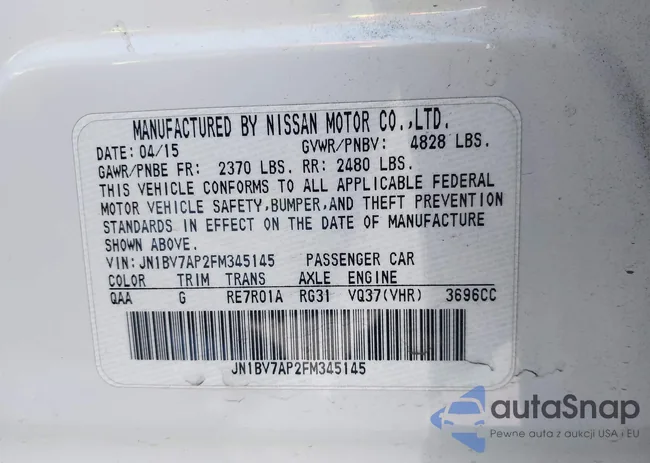 MANUFACTURED BY NISSAN MOTOR CO.,LTD.
DATE: 04/15 GVWR/PNBV: 4828 LBS.
GAWR/PNBE FR: 2370 LBS. RR: 2480 LBS.
THIS VEHICLE CONFORMS TO ALL APPLICABLE FEDERAL
MOTOR VEHICLE SAFETY,BUMPER,AND THEFT PREVENTION
STANDARDS IN EFFECT ON THE DATE OF MANUFACTURE
SHOWN ABOVE.
VIN: JN1BV7AP2FM345145 PASSENGER CAR
COLOR TRIM TRANS AXLE ENGINE
QAA G RE7R01A RG31 VQ37(VHR) 3696CC
JN1BV7AP2FM345145
autaSnap
Pewne auta z aukcji USA i EU